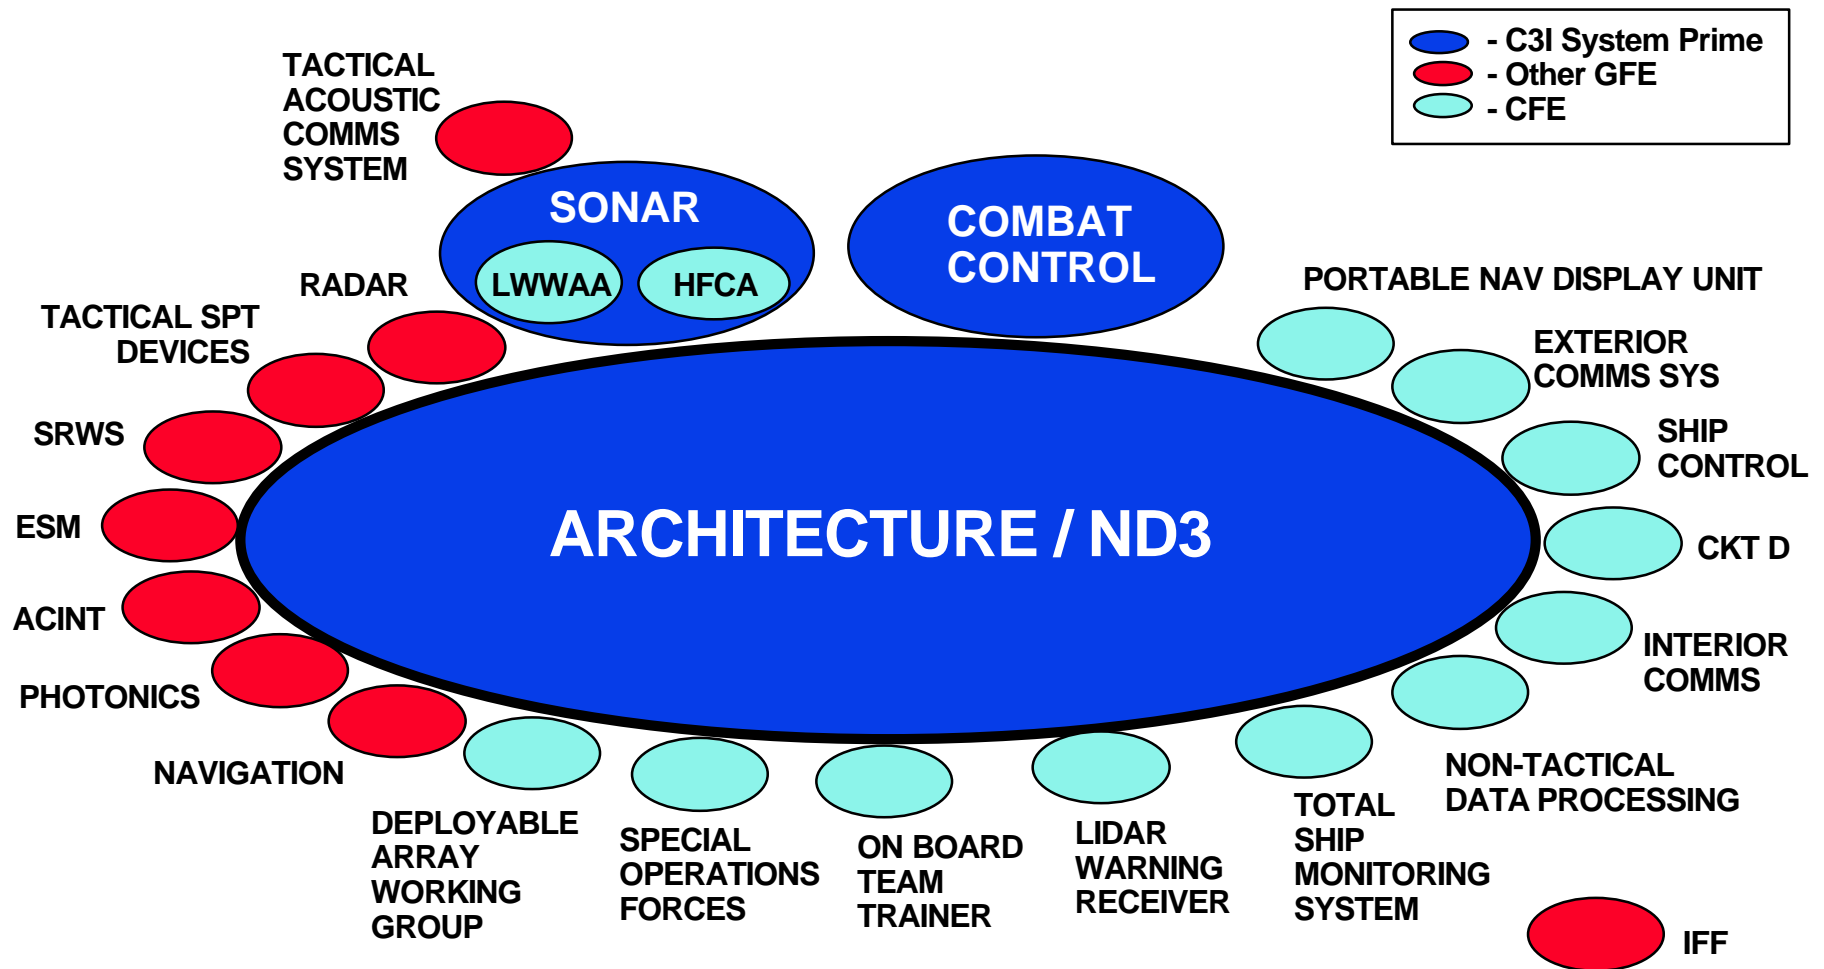 - C3I System Prime
- Other GFE
- CFE
TACTICAL
ACOUSTIC
COMMS
SYSTEM
SONAR
LWWAA
HFCA
COMBAT
CONTROL
RADAR
TACTICAL SPT
DEVICES
SRWS
ESM
ACINT
PHOTONICS
NAVIGATION
ARCHITECTURE / ND3
PORTABLE NAV DISPLAY UNIT
EXTERIOR
COMMS SYS
SHIP
CONTROL
CKT D
INTERIOR
COMMS
NON-TACTICAL
DATA PROCESSING
DEPLOYABLE
ARRAY
WORKING
GROUP
SPECIAL
OPERATIONS
FORCES
ON BOARD
TEAM
TRAINER
LIDAR
WARNING
RECEIVER
TOTAL
SHIP
MONITORING
SYSTEM
IFF